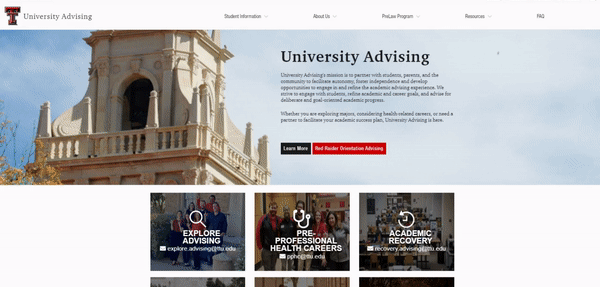 University Advising
Student Information
About Us
PreLaw Program
Resources
FAQ
University Advising
University Advising's mission is to partner with students, parents, and the
community to facilitate autonomy, foster independence and develop
opportunities to engage in and refine the academic advising experience. We
strive to engage with students, refine academic and career goals, and advise for
deliberate and goal-oriented academic progress.
Whether you are exploring majors, considering health-related careers, or need a
partner to facilitate your academic success plan, University Advising is here.
Learn More
Red Raider Orientation Advising
EXPLORE
ADVISING
explore.advising@ttu.edu
PRE-
PROFESSIONAL
HEALTH CAREERS
pphc@ttu.edu
ACADEMIC
RECOVERY
recovery.advising@ttu.edu